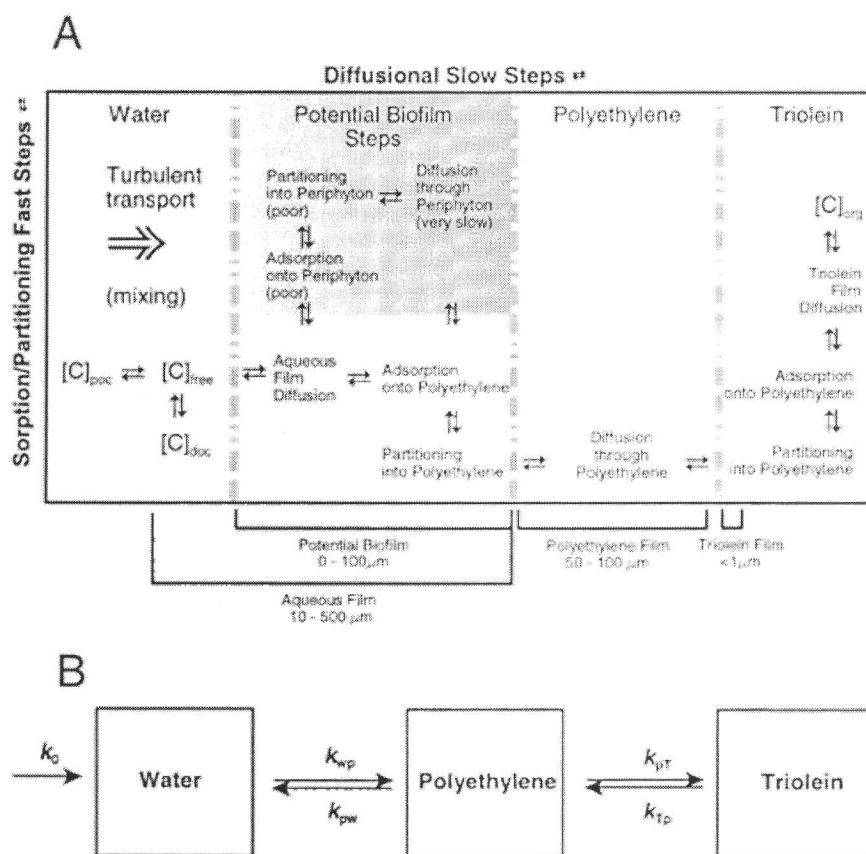 A
Diffusional Slow Steps ⇄
Sorption/Partitioning Fast Steps ⇄
Water
Turbulent
transport
(mixing)
[C]poc ⇄ [C]free
[C]doc
Potential Biofilm
Steps
Partitioning
into Periphyton
(poor)
Diffusion
through
Periphyton
(very slow)
Adsorption
onto Periphyton
(poor)
Aqueous
Film
Diffusion
Adsorption
onto Polyethylene
Partitioning
into Polyethylene
Polyethylene
Diffusion
through
Polyethylene
Triolein
[C]org
Triolein
Film
Diffusion
Adsorption
onto Polyethylene
Partitioning
into Polyethylene
Potential Biofilm
0 - 100μm
Polyethylene Film
50 - 100 μm
Triolein Film
<1μm
Aqueous Film
10 - 500 μm
B
k0
Water
kwp
kpw
Polyethylene
kpT
kTp
Triolein